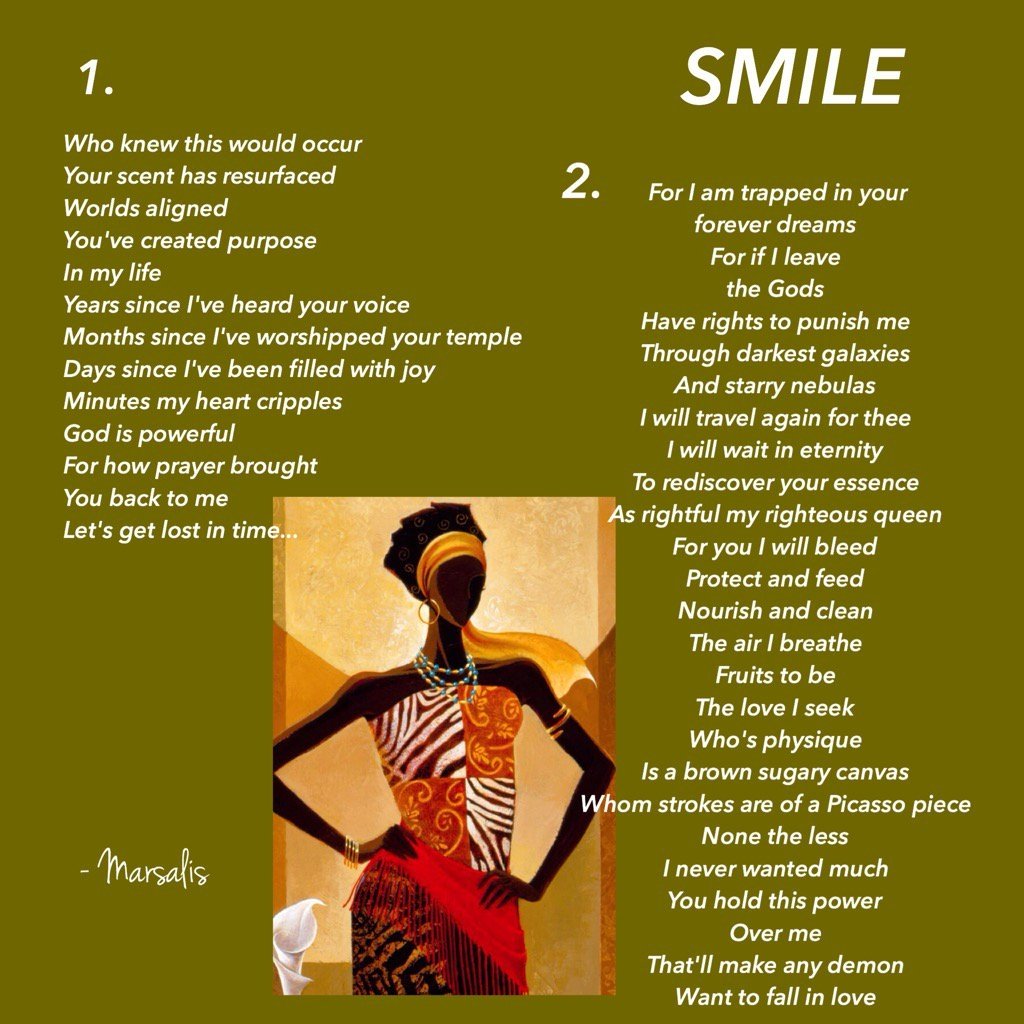 SMILE
1.
Who knew this would occur
Your scent has resurfaced
Worlds aligned
You've created purpose
In my life
Years since I've heard your voice
Months since I've worshipped your temple
Days since I've been filled with joy
Minutes my heart cripples
God is powerful
For how prayer brought
You back to me
Let's get lost in time...
2.
For I am trapped in your
forever dreams
For if I leave
the Gods
Have rights to punish me
Through darkest galaxies
And starry nebulas
I will travel again for thee
I will wait in eternity
To rediscover your essence
As rightful my righteous queen
For you I will bleed
Protect and feed
Nourish and clean
The air I breathe
Fruits to be
The love I seek
Who's physique
Is a brown sugary canvas
Whom strokes are of a Picasso piece
None the less
I never wanted much
You hold this power
Over me
That'll make any demon
Want to fall in love
- Marsalis